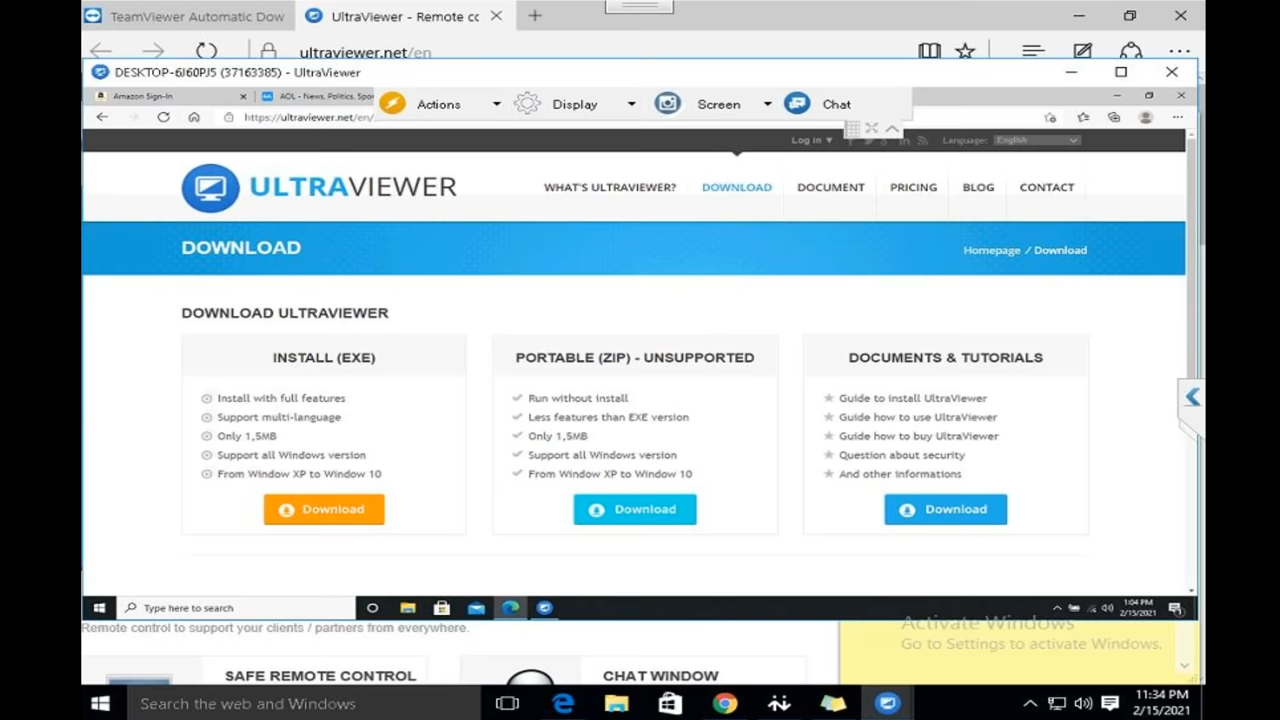 TeamViewer Automatic Dow
UltraViewer - Remote co
ultraviewer.net/en
DESKTOP-6J60PJ5 (37163385) - UltraViewer
Amazon Sign-In
AOL - News, Politics, Spo
Actions
Display
Screen
Chat
https://ultraviewer.net/en/
Log in
Language:
English
ULTRAVIEWER
WHAT'S ULTRAVIEWER?
DOWNLOAD
DOCUMENT
PRICING
BLOG
CONTACT
DOWNLOAD
Homepage / Download
DOWNLOAD ULTRAVIEWER
INSTALL (EXE)
Install with full features
Support multi-language
Only 1,5MB
Support all Windows version
From Window XP to Window 10
Download
PORTABLE (ZIP) - UNSUPPORTED
Run without install
Less features than EXE version
Only 1,5MB
Support all Windows version
From Window XP to Window 10
Download
DOCUMENTS & TUTORIALS
Guide to install UltraViewer
Guide how to use UltraViewer
Guide how to buy UltraViewer
Question about security
And other informations
Download
Type here to search
1:04 PM
2/15/2021
Remote control to support your clients / partners from everywhere.
Activate Windows
Go to Settings to activate Windows.
SAFE REMOTE CONTROL
CHAT WINDOW
Search the web and Windows
11:34 PM
2/15/2021